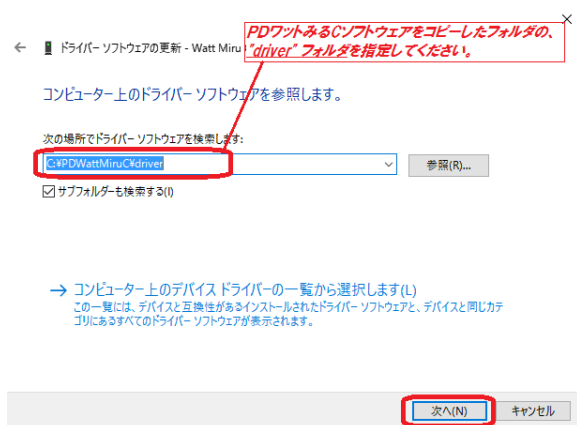 PDワットみるCソフトウェアをコピーしたフォルダの、
"driver" フォルダを指定してください。
ドライバー ソフトウェアの更新 - Watt Miru
コンピューター上のドライバー ソフトウェアを参照します。
次の場所でドライバー ソフトウェアを検索します:
C:¥PDWattMiruC¥driver
参照(R)...
サブフォルダーも検索する(I)
コンピューター上のデバイス ドライバーの一覧から選択します(L)
この一覧には、デバイスと互換性があるインストールされたドライバー ソフトウェアと、デバイスと同じカテ
ゴリにあるすべてのドライバー ソフトウェアが表示されます。
次へ(N)
キャンセル